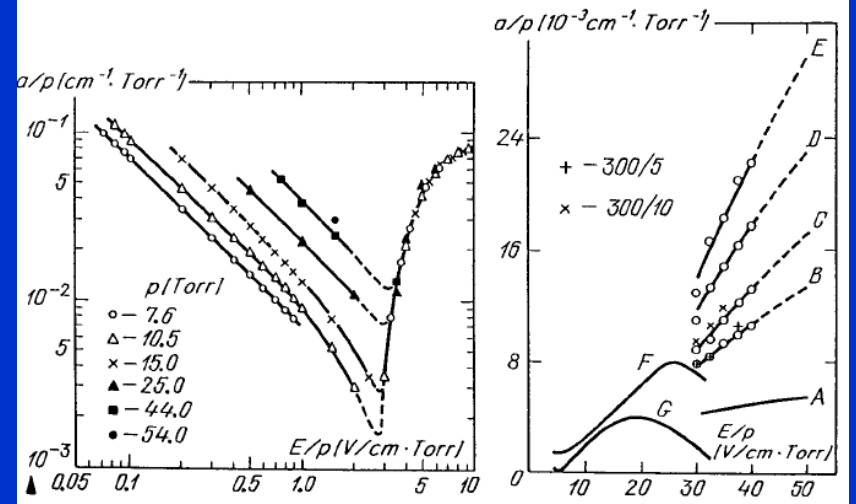 a/p [cm⁻¹. Torr⁻¹]
10⁻¹
5
10⁻²
5
10⁻³
p [Torr]
○ – 7.6
△ – 10.5
× – 15.0
▲ – 25.0
■ – 44.0
● – 54.0
E/p [V/cm · Torr]
0.05 0.1 0.5 1.0 5 10
a/p [10⁻³cm⁻¹. Torr⁻¹]
24
16
8
0
+ – 300/5
× – 300/10
E
D
C
B
A
F
G
E/p
[V/cm · Torr]
10 20 30 40 50